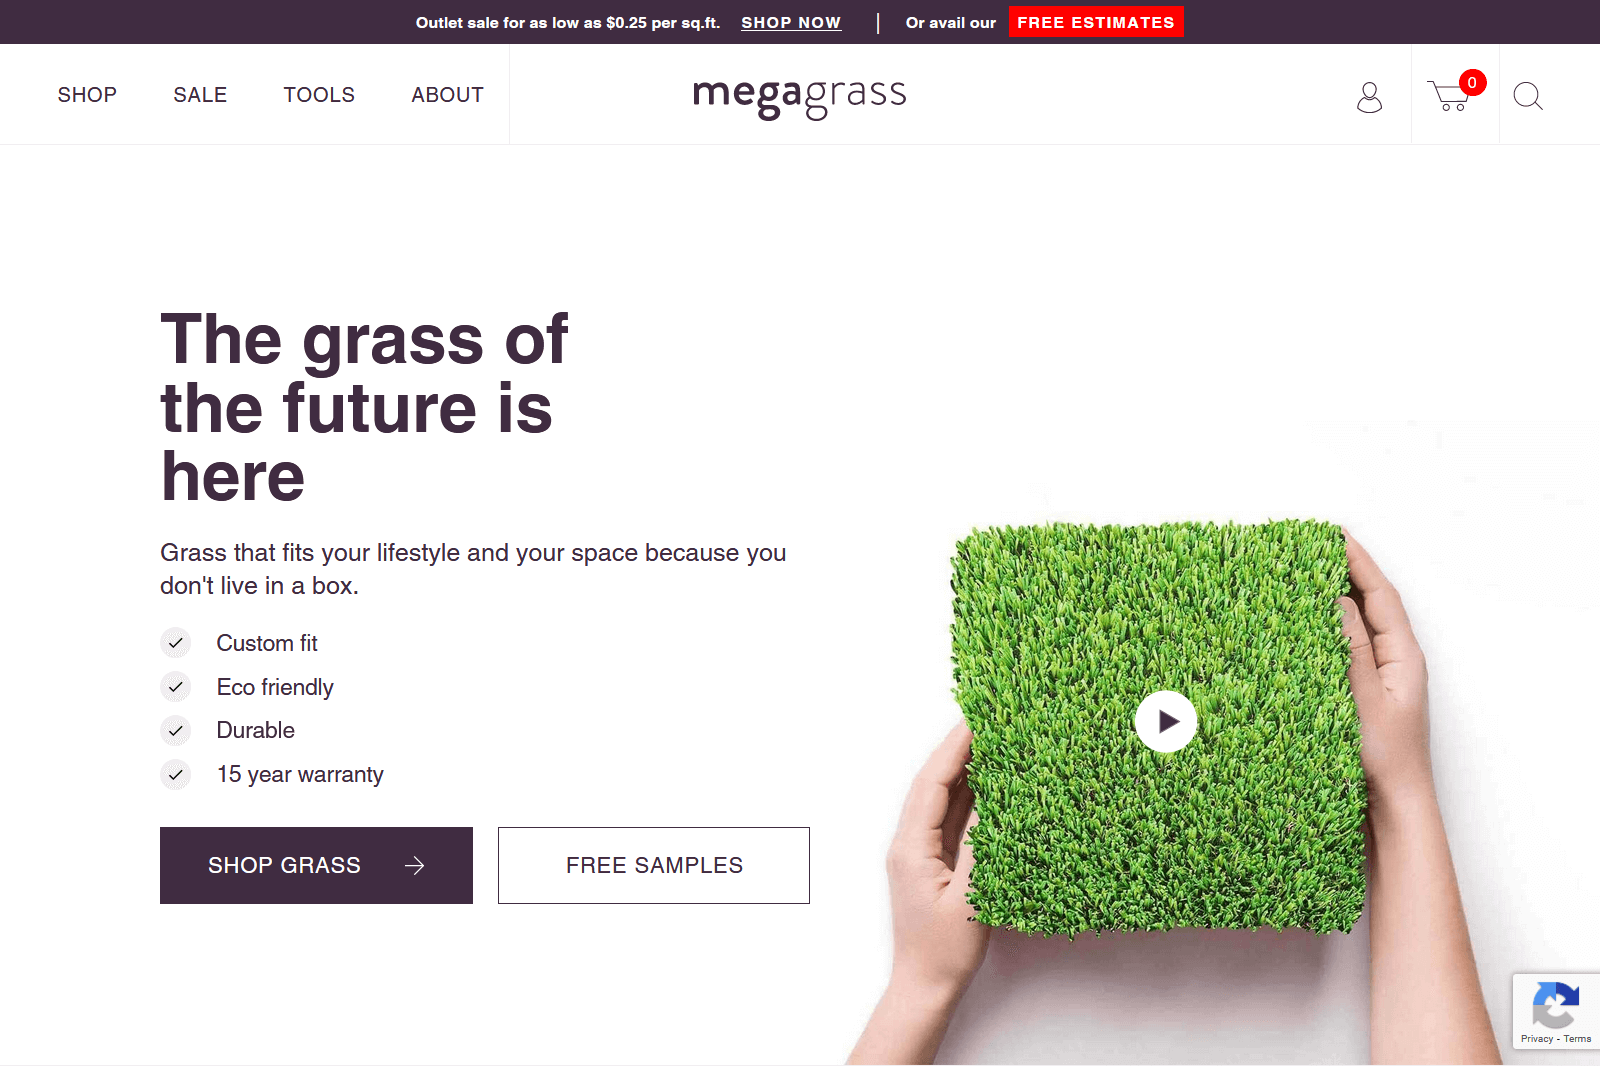 Outlet sale for as low as $0.25 per sq.ft. SHOP NOW | Or avail our FREE ESTIMATES
SHOP SALE TOOLS ABOUT megagrass 0
The grass of
the future is
here
Grass that fits your lifestyle and your space because you
don't live in a box.
Custom fit
Eco friendly
Durable
15 year warranty
SHOP GRASS FREE SAMPLES
Privacy - Terms